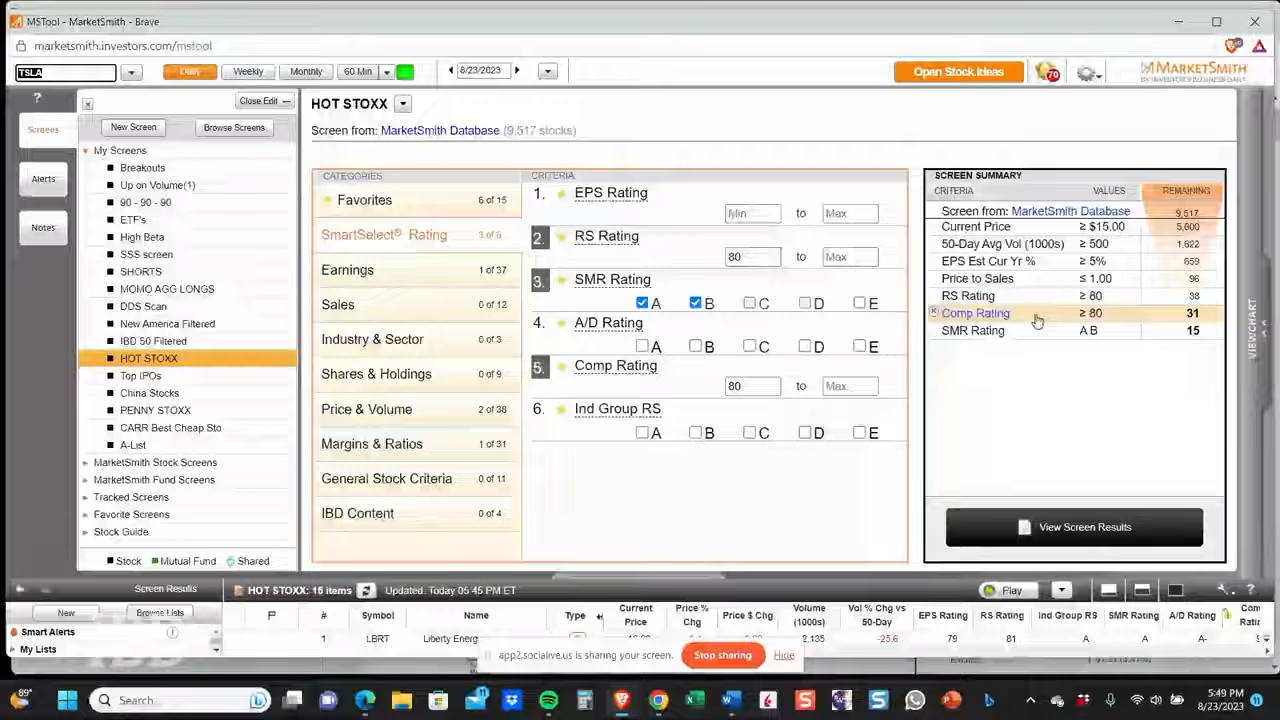 MSTool - MarketSmith - Brave
marketsmith.investors.com/mstool
TSLA
Daily
Weekly
Monthly
60 Min
8/23/2023
Open Stock Ideas
70
MARKETSMITH
BY INVESTOR'S BUSINESS DAILY
?
Screens
Alerts
Notes
Close Edit
New Screen
Browse Screens
My Screens
Breakouts
Up on Volume(1)
90 - 90 - 90
ETF's
High Beta
SSS screen
SHORTS
MOMO AGG LONGS
DDS Scan
New America Filtered
IBD 50 Filtered
HOT STOXX
Top IPOs
China Stocks
PENNY STOXX
CARR Best Cheap Sto
A-List
MarketSmith Stock Screens
MarketSmith Fund Screens
Tracked Screens
Favorite Screens
Stock Guide
Stock Mutual Fund Shared
HOT STOXX
Screen from: MarketSmith Database (9,517 stocks)
CATEGORIES
Favorites 6 of 15
SmartSelect® Rating 3 of 6
Earnings 1 of 37
Sales 0 of 12
Industry & Sector 0 of 3
Shares & Holdings 0 of 9
Price & Volume 2 of 38
Margins & Ratios 1 of 31
General Stock Criteria 0 of 11
IBD Content 0 of 4
CRITERIA
1. EPS Rating
Min to Max
2. RS Rating
80 to Max
3. SMR Rating
A B C D E
4. A/D Rating
A B C D E
5. Comp Rating
80 to Max
6. Ind Group RS
A B C D E
SCREEN SUMMARY
CRITERIA VALUES REMAINING
Screen from: MarketSmith Database 9,517
Current Price ≥ $15.00 5,600
50-Day Avg Vol (1000s) ≥ 500 1,622
EPS Est Cur Yr % ≥ 5% 659
Price to Sales ≤ 1.00 96
RS Rating ≥ 80 38
Comp Rating ≥ 80 31
SMR Rating A B 15
View Screen Results
VIEWCHART
Screen Results
HOT STOXX: 15 items
Updated: Today 05:45 PM ET
Play
?
New
Browse Lists
Smart Alerts
My Lists
# Symbol Name Type Current Price Price % Chg Price $ Chg Volume (1000s) Vol % Chg vs 50-Day EPS Rating RS Rating Ind Group RS SMR Rating A/D Rating
1 LBRT Liberty Energ 2,135 -25.6 79 81 A A A-
app2.socialive.us is sharing your screen.
Stop sharing
Hide
89°
Search
5:49 PM
8/23/2023